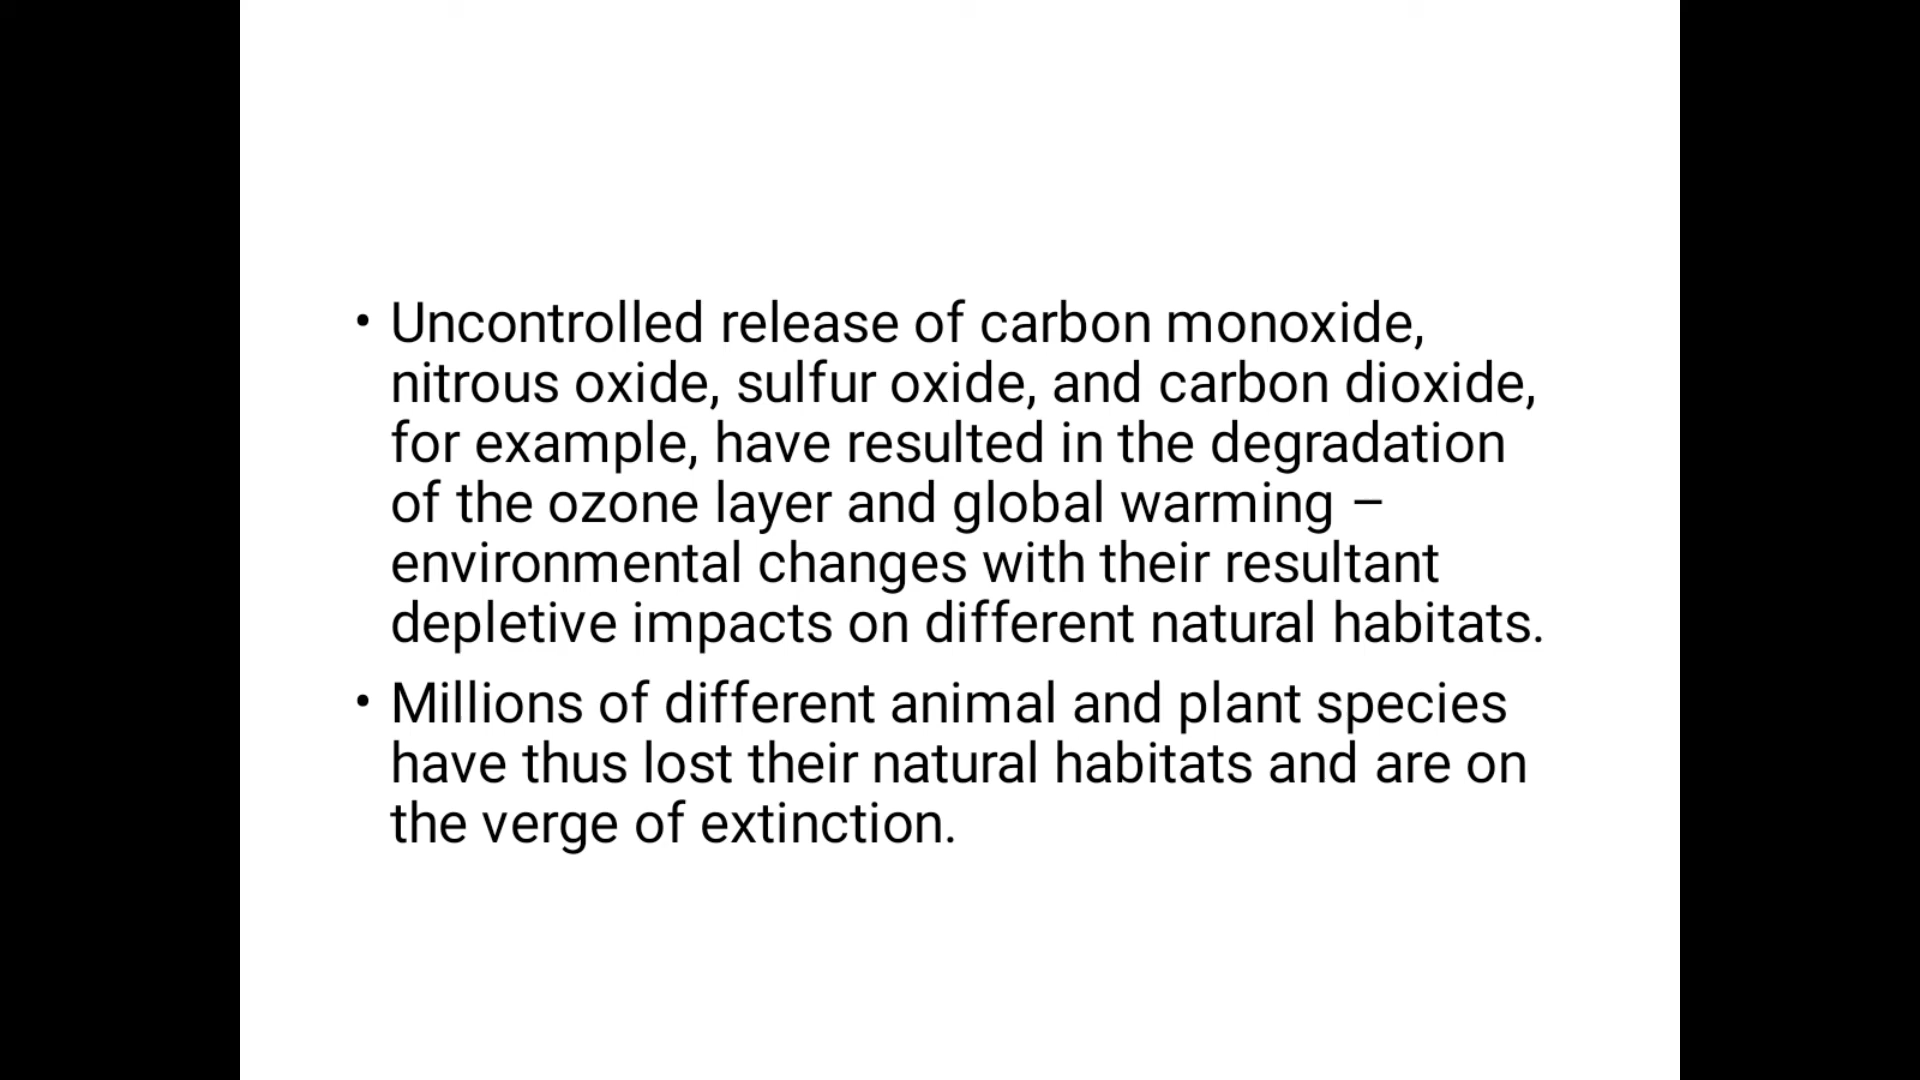 • Uncontrolled release of carbon monoxide,
nitrous oxide, sulfur oxide, and carbon dioxide,
for example, have resulted in the degradation
of the ozone layer and global warming –
environmental changes with their resultant
depletive impacts on different natural habitats.
• Millions of different animal and plant species
have thus lost their natural habitats and are on
the verge of extinction.